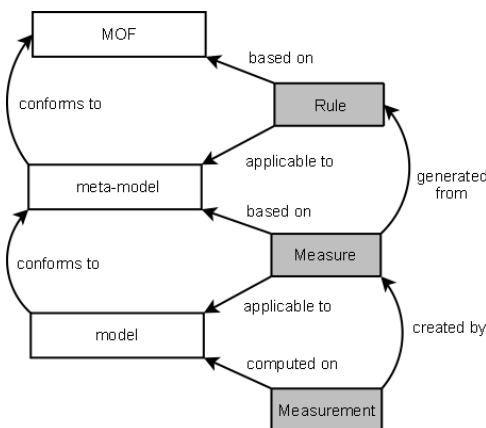 MOF
based on
conforms to
Rule
applicable to
meta-model
generated
from
based on
conforms to
Measure
applicable to
model
created by
computed on
Measurement